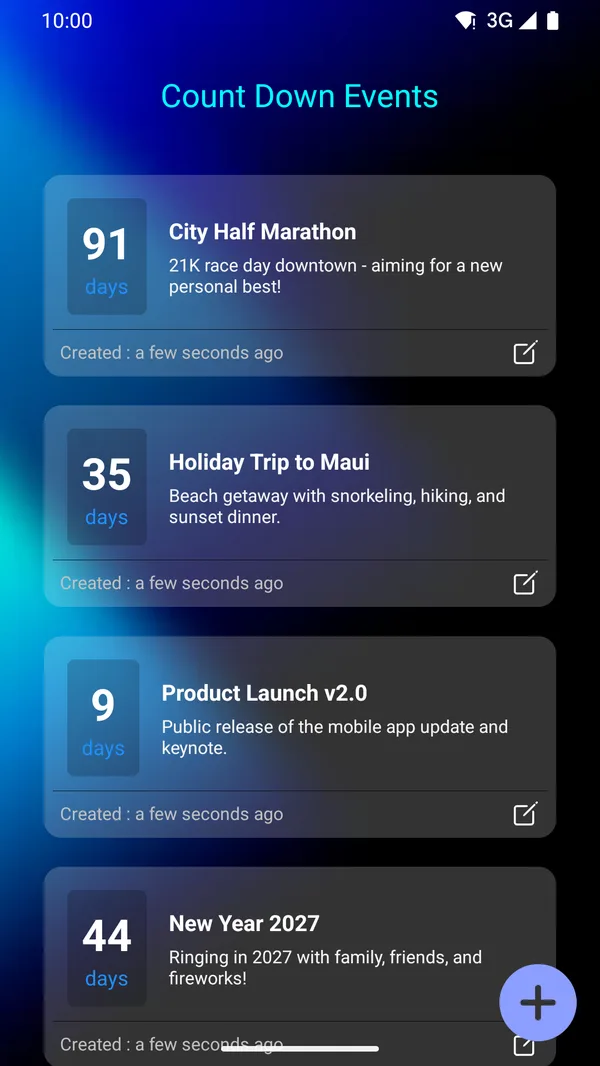 10:00
3G
Count Down Events
91
days
City Half Marathon
21K race day downtown - aiming for a new
personal best!
Created : a few seconds ago
35
days
Holiday Trip to Maui
Beach getaway with snorkeling, hiking, and
sunset dinner.
Created : a few seconds ago
9
days
Product Launch v2.0
Public release of the mobile app update and
keynote.
Created : a few seconds ago
44
days
New Year 2027
Ringing in 2027 with family, friends, and
fireworks!
Created : a few seconds ago